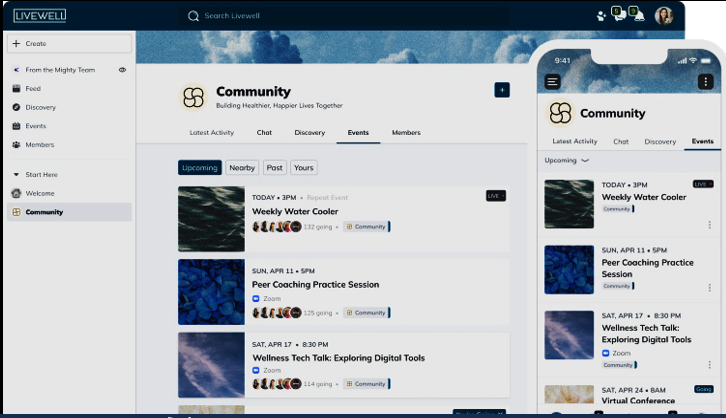 LIVEWELL
Search Livewell
5
9
Create
From the Mighty Team
Feed
Discovery
Events
Members
Start Here
Welcome
Community
Community
Building Healthier, Happier Lives Together
Latest Activity Chat Discovery Events Members
Upcoming Nearby Past Yours
TODAY • 3PM • Repeat Event
LIVE
Weekly Water Cooler
132 going • Community
SUN, APR 11 • 5PM
Peer Coaching Practice Session
Zoom
125 going • Community
SAT, APR 17 • 8:30 PM
Wellness Tech Talk: Exploring Digital Tools
Zoom
114 going • Community
9:41
Community
Latest Activity Chat Discovery Events
Upcoming
TODAY • 3PM
LIVE
Weekly Water Cooler
Community
SUN, APR 11 • 5PM
Peer Coaching Practice
Session
Community
SAT, APR 17 • 8:30 PM
Wellness Tech Talk:
Exploring Digital Tools
Zoom
Community
SAT, APR 24 • 8AM
Going
Virtual Conference